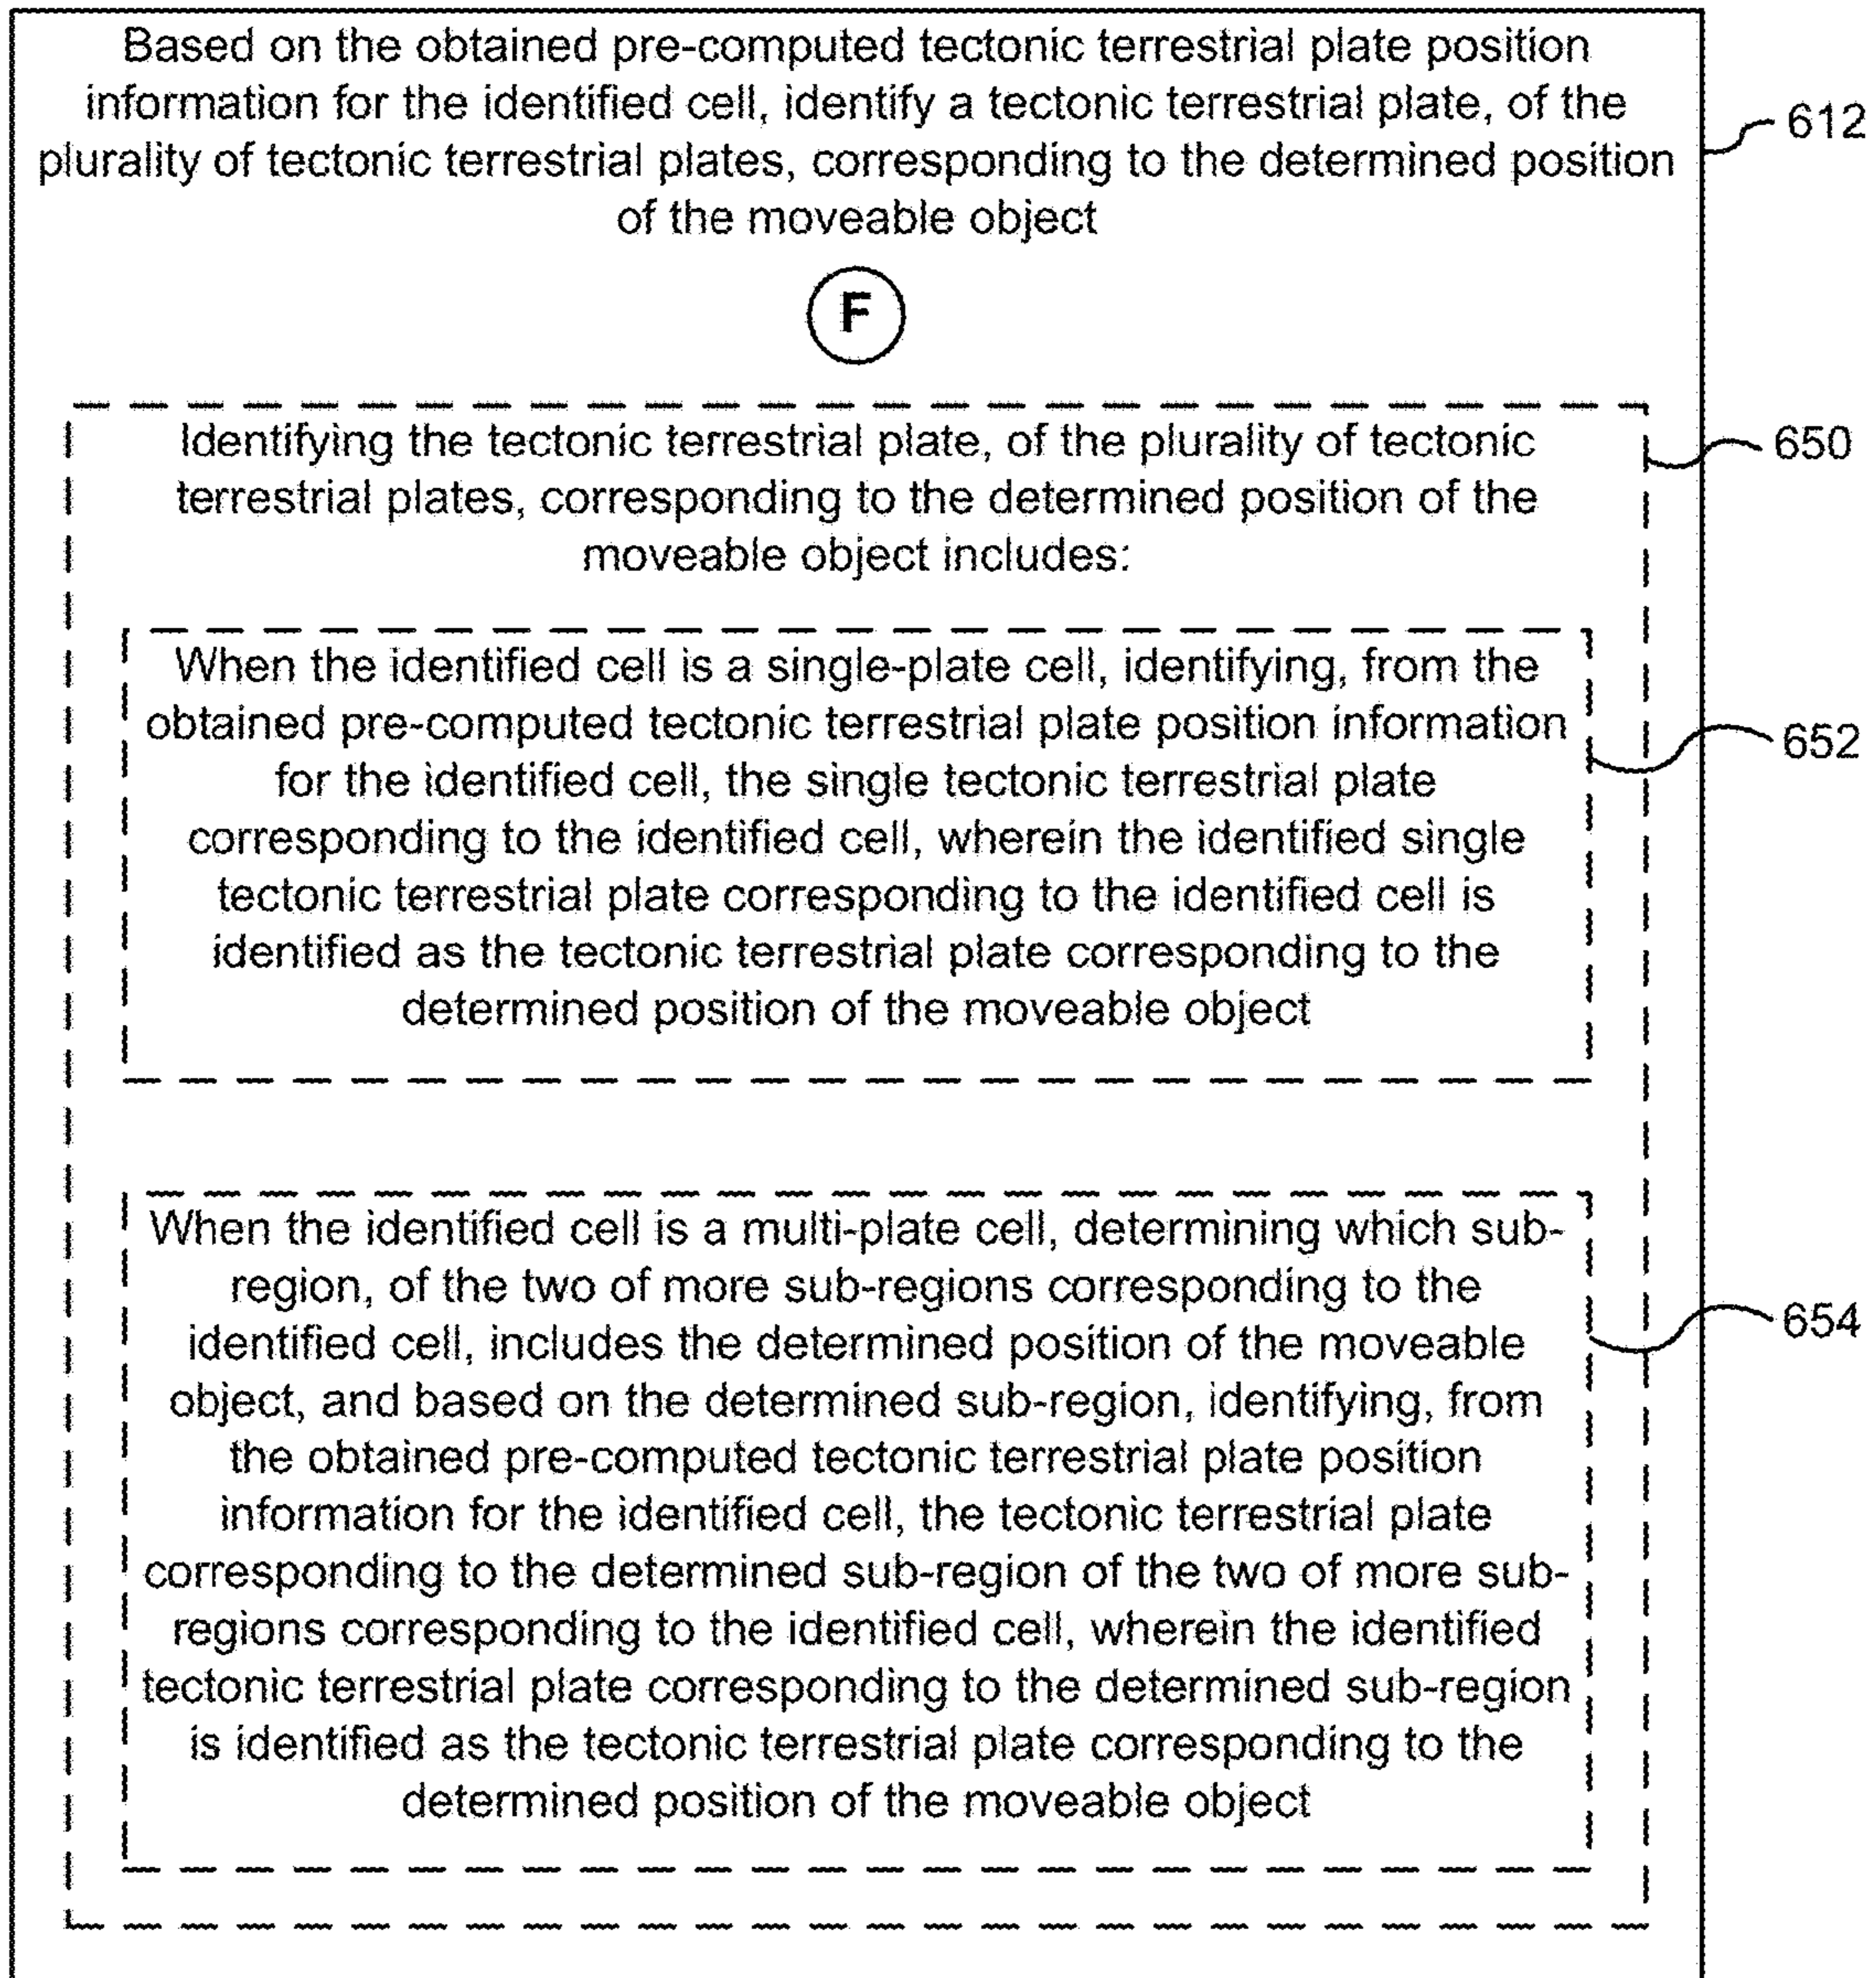 Based on the obtained pre-computed tectonic terrestrial plate position
information for the identified cell, identify a tectonic terrestrial plate, of the
plurality of tectonic terrestrial plates, corresponding to the determined position
of the moveable object
612
F
Identifying the tectonic terrestrial plate, of the plurality of tectonic
terrestrial plates, corresponding to the determined position of the
moveable object includes:
650
When the identified cell is a single-plate cell, identifying, from the
obtained pre-computed tectonic terrestrial plate position information
for the identified cell, the single tectonic terrestrial plate
corresponding to the identified cell, wherein the identified single
tectonic terrestrial plate corresponding to the identified cell is
identified as the tectonic terrestrial plate corresponding to the
determined position of the moveable object
652
When the identified cell is a multi-plate cell, determining which sub-
region, of the two of more sub-regions corresponding to the
identified cell, includes the determined position of the moveable
object, and based on the determined sub-region, identifying, from
the obtained pre-computed tectonic terrestrial plate position
information for the identified cell, the tectonic terrestrial plate
corresponding to the determined sub-region of the two of more sub-
regions corresponding to the identified cell, wherein the identified
tectonic terrestrial plate corresponding to the determined sub-region
is identified as the tectonic terrestrial plate corresponding to the
determined position of the moveable object
654